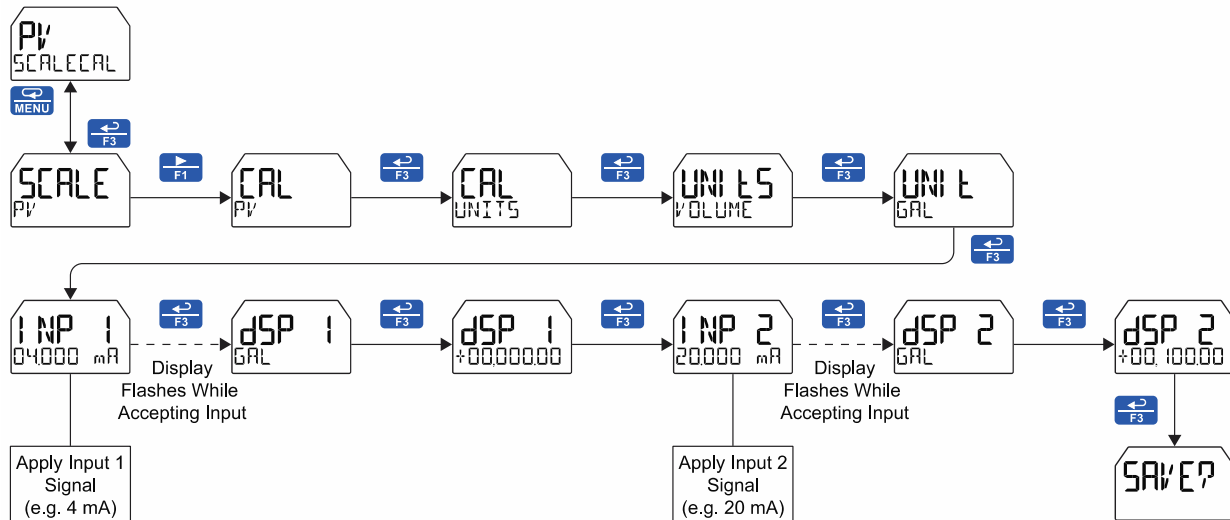 PV
SCALECAL
MENU
F3
SCALE
PV
F1
CAL
PV
F3
CAL
UNITS
F3
UNItS
VOLUME
F3
UNIt
GAL
F3
INP 1
04.000 mA
F3
Display
Flashes While
Accepting Input
dSP 1
GAL
F3
dSP 1
+00,000.00
F3
INP 2
20.000 mA
F3
Display
Flashes While
Accepting Input
dSP 2
GAL
F3
dSP 2
+00,100.00
F3
Apply Input 1
Signal
(e.g. 4 mA)
Apply Input 2
Signal
(e.g. 20 mA)
SAVE?